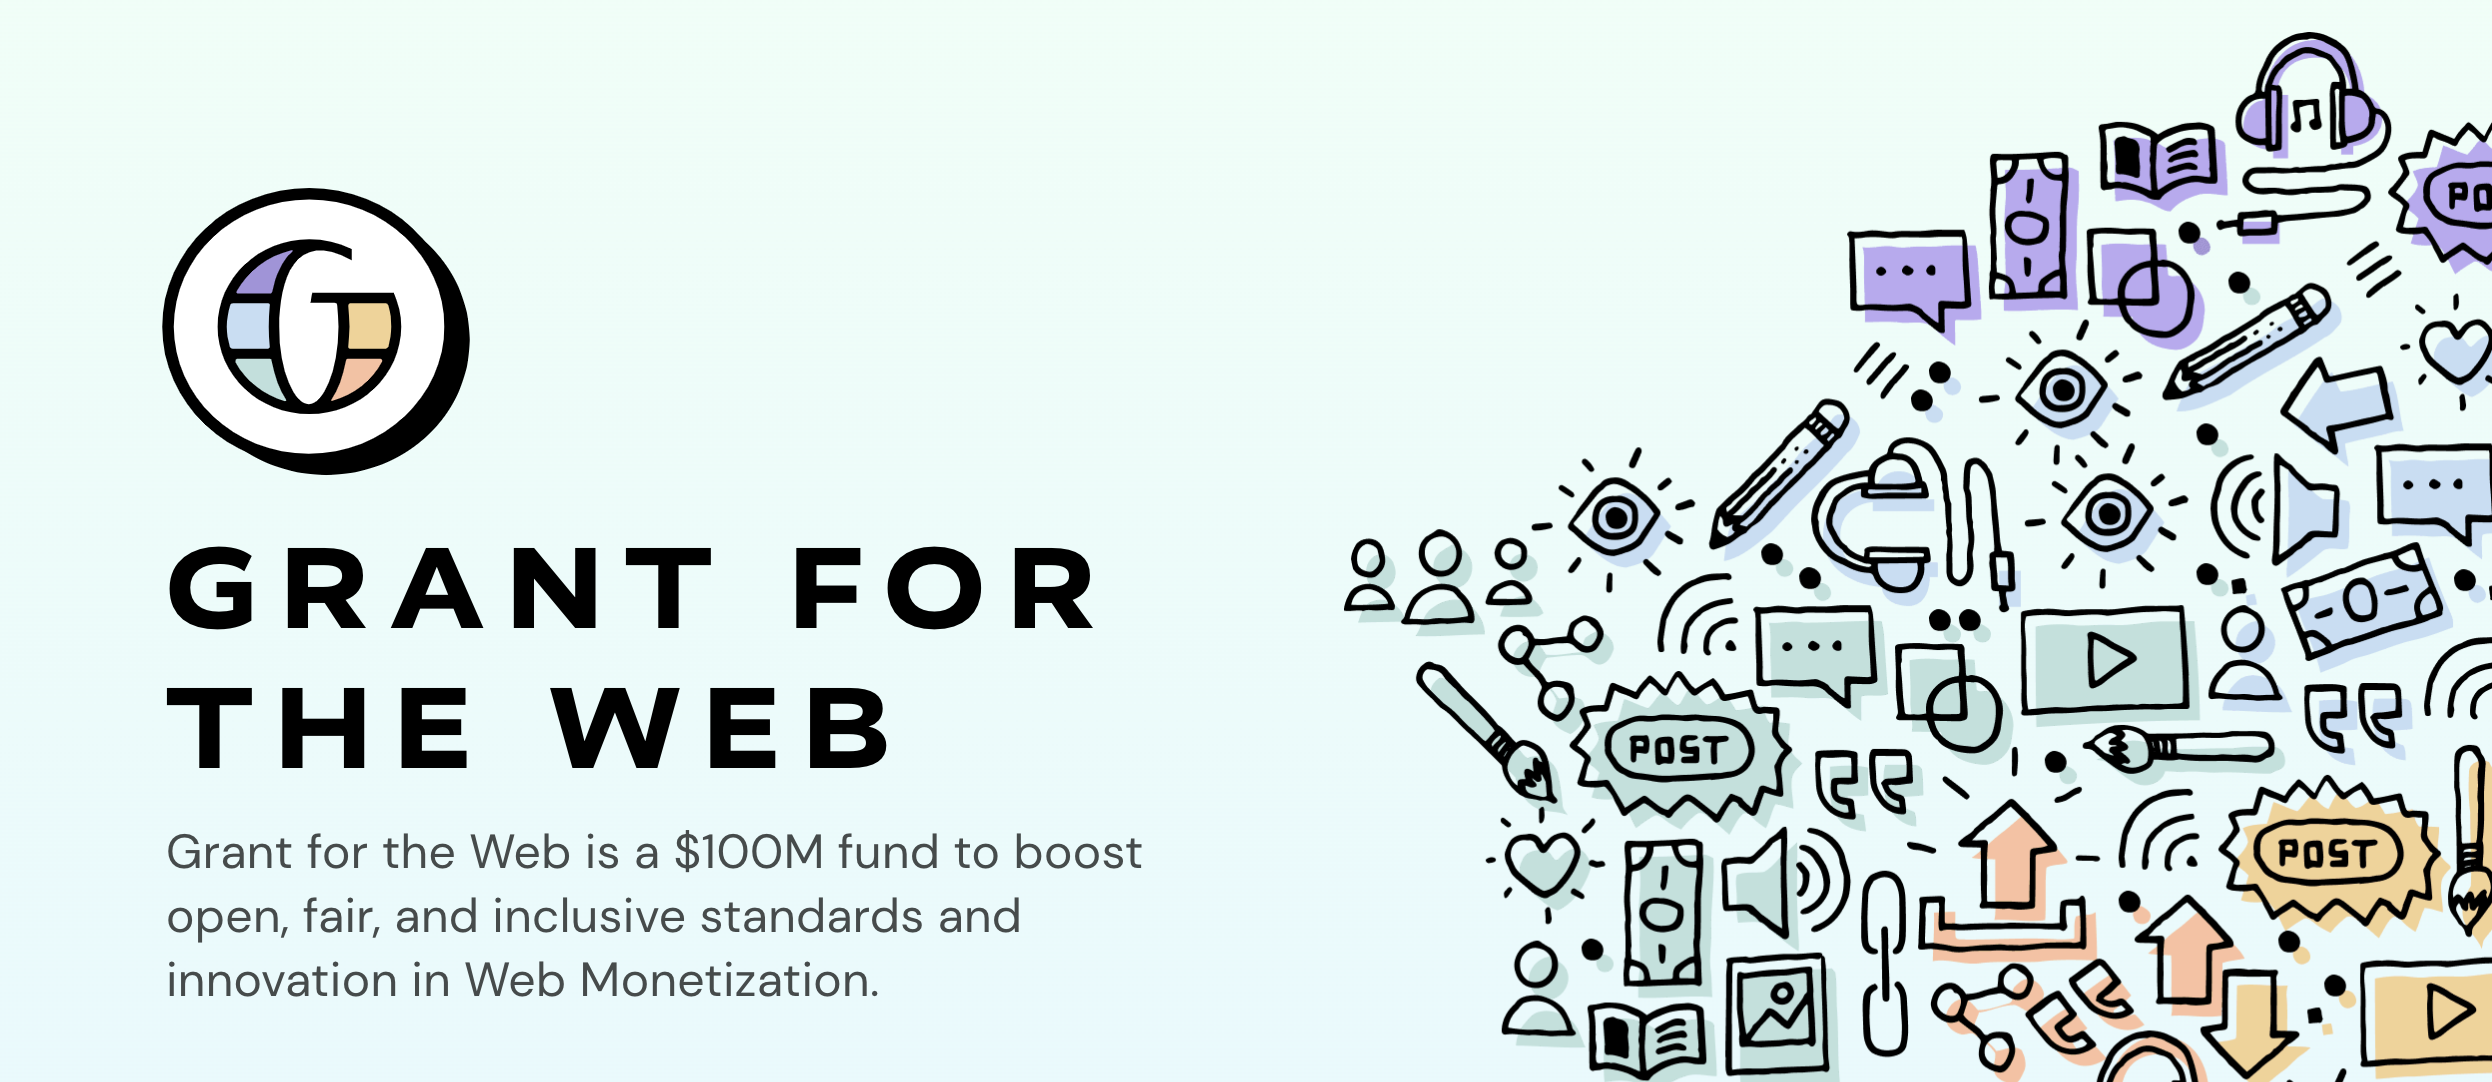 G
GRANT FOR
THE WEB
Grant for the Web is a $100M fund to boost
open, fair, and inclusive standards and
innovation in Web Monetization.
PO
POST
POST